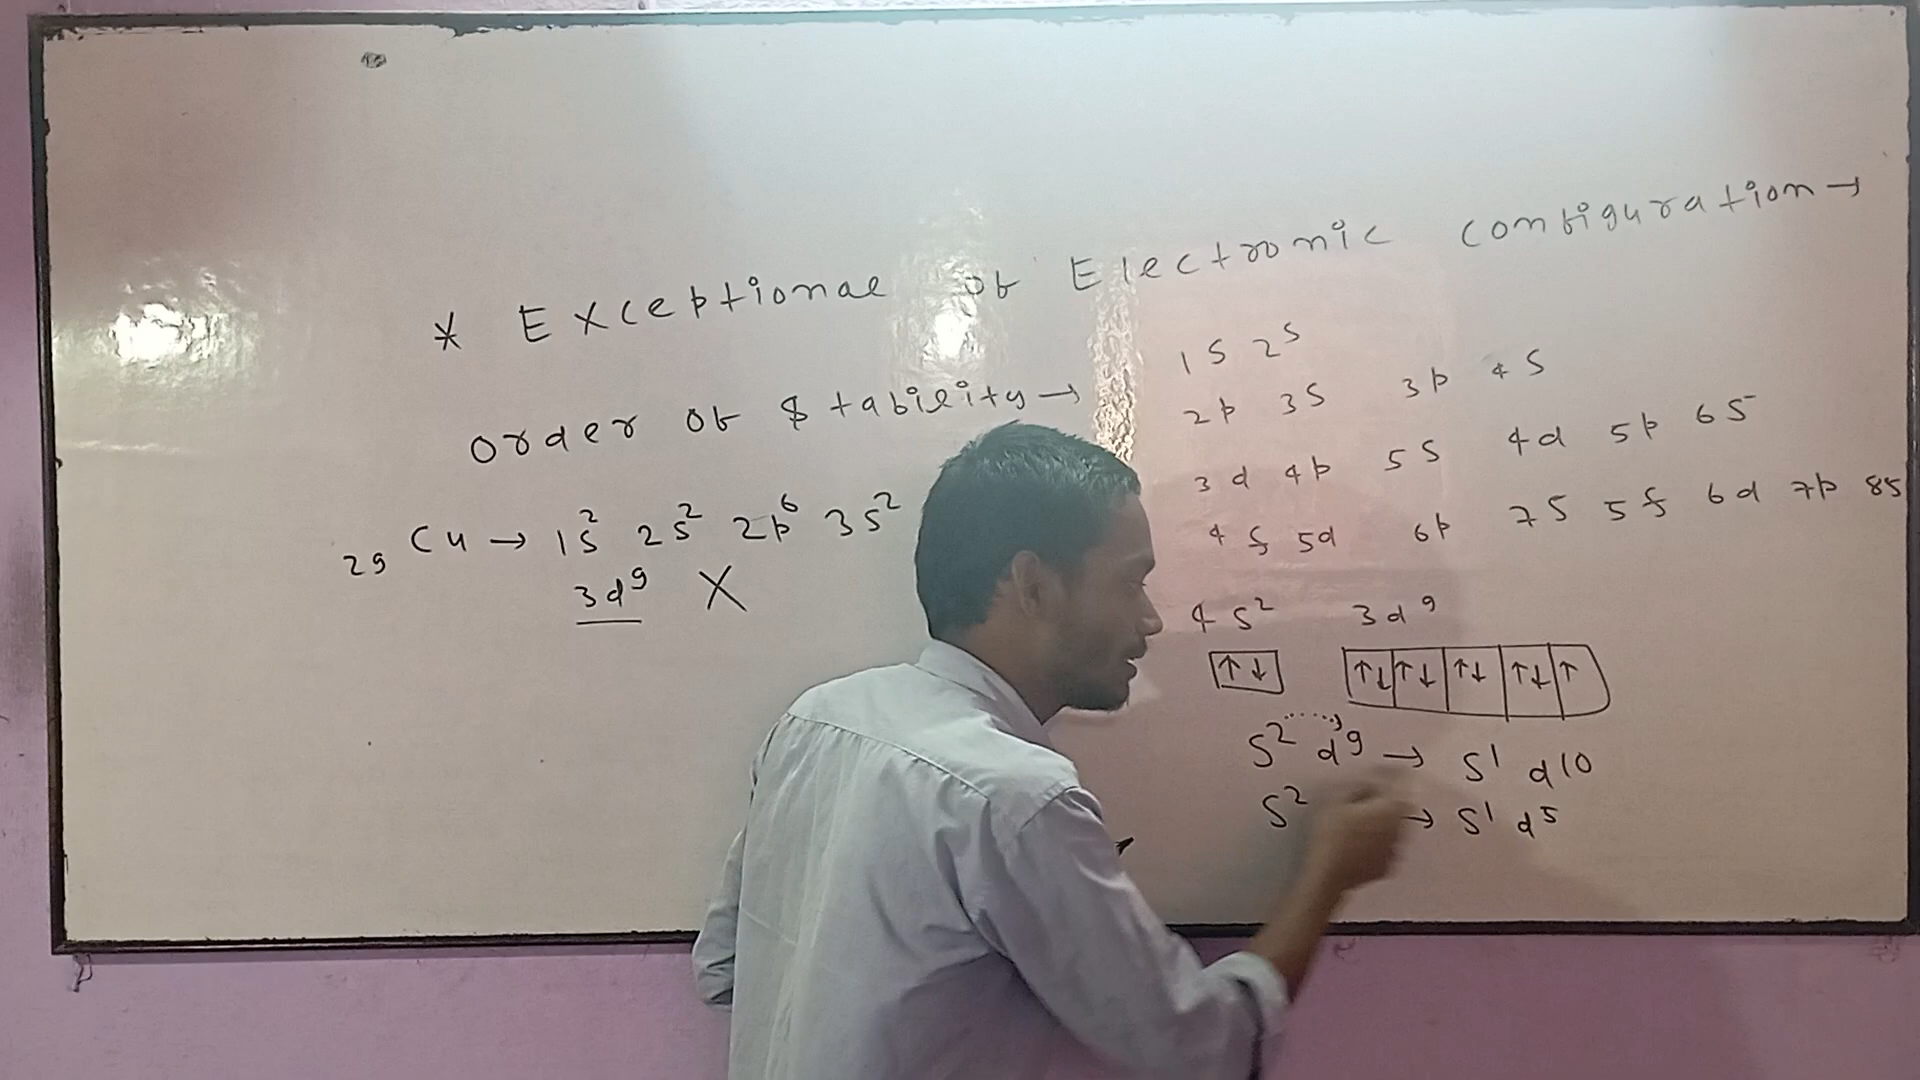 * Exceptional of Electronic Configuration →
Order of Stability →
29 Cu → 1s² 2s² 2p⁶ 3s²
3d⁹ X
1s 2s
2p 3s 3p 4s
3d 4p 5s 4d 5p 6s
4f 5d 6p 7s 5f 6d 7p 8s
4s² 3d⁹
↑↓ ↑↓ ↑↓ ↑↓ ↑↓ ↑
s² d⁹ → s¹ d10
s² → s¹ d⁵